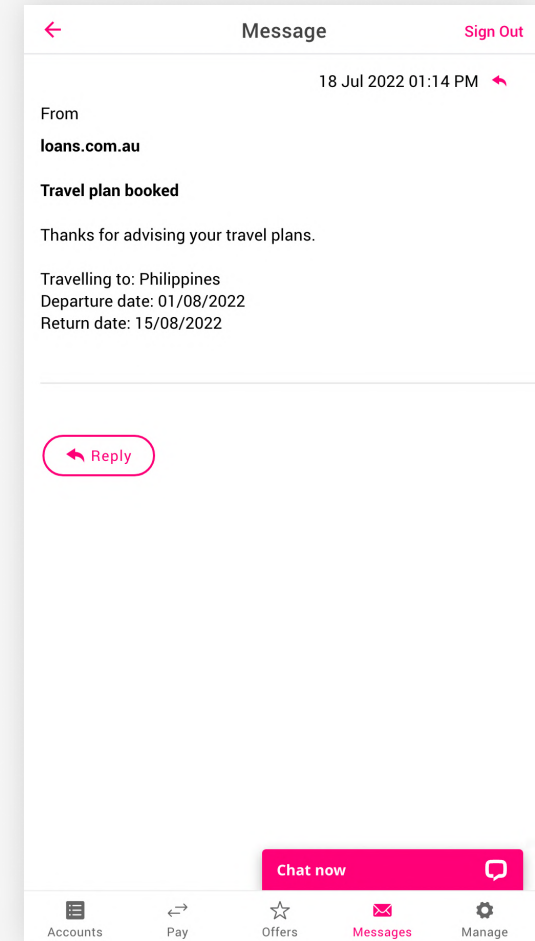 Message
Sign Out
18 Jul 2022 01:14 PM
From
loans.com.au
Travel plan booked
Thanks for advising your travel plans.
Travelling to: Philippines
Departure date: 01/08/2022
Return date: 15/08/2022
Reply
Chat now
Accounts
Pay
Offers
Messages
Manage